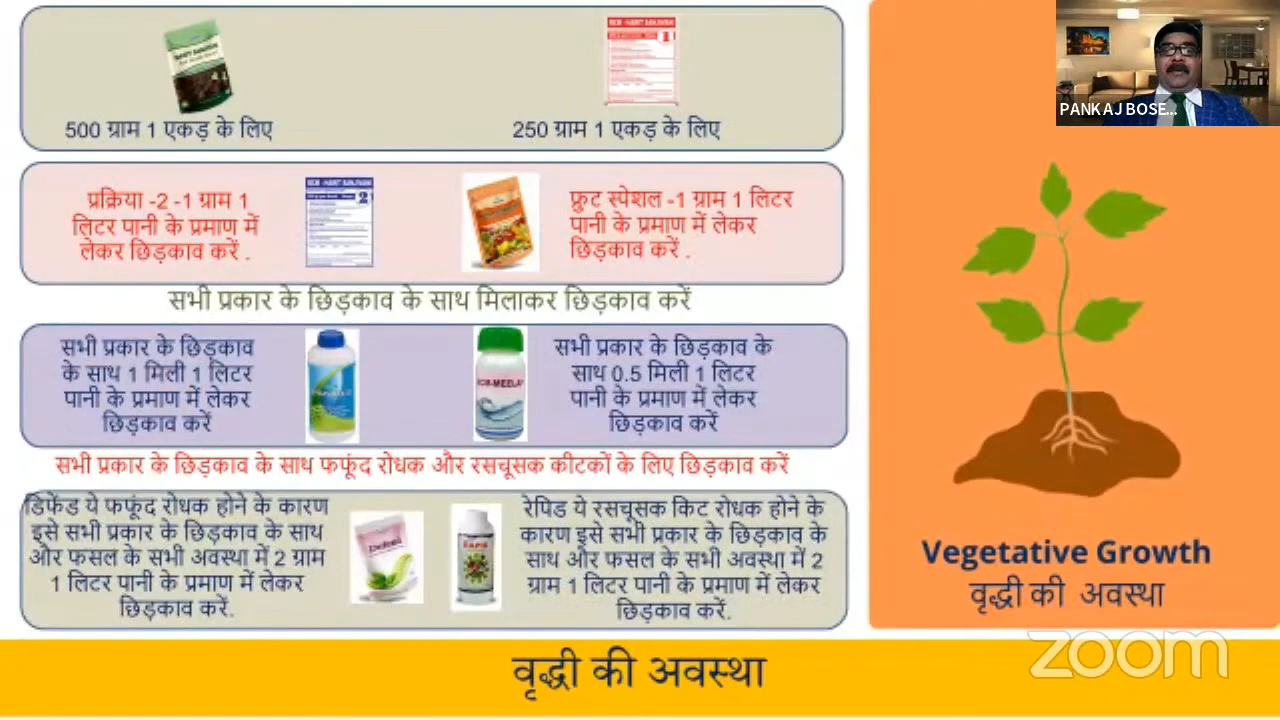 500 ग्राम 1 एकड़ के लिए
1
250 ग्राम 1 एकड़ के लिए
PANKAJ BOSE...
प्रक्रिया -2 -1 ग्राम 1
लिटर पानी के प्रमाण में
लेकर छिड़काव करें .
2
फ्रुट स्पेशल -1 ग्राम 1 लिटर
पानी के प्रमाण में लेकर
छिड़काव करें .
सभी प्रकार के छिड़काव के साथ मिलाकर छिड़काव करें
सभी प्रकार के छिड़काव
के साथ 1 मिली 1 लिटर
पानी के प्रमाण में लेकर
छिड़काव करें
सभी प्रकार के छिड़काव के
साथ 0.5 मिली 1 लिटर
पानी के प्रमाण में लेकर
छिड़काव करें
सभी प्रकार के छिड़काव के साथ फफूंद रोधक और रसचूसक कीटकों के लिए छिड़काव करें
डिफेंड ये फफूंद रोधक होने के कारण
इसे सभी प्रकार के छिड़काव के साथ
और फसल के सभी अवस्था में 2 ग्राम
1 लिटर पानी के प्रमाण में लेकर
छिड़काव करें.
रेपिड ये रसचूसक किट रोधक होने के
कारण इसे सभी प्रकार के छिड़काव के
साथ और फसल के सभी अवस्था में 2
ग्राम 1 लिटर पानी के प्रमाण में लेकर
छिड़काव करें.
Vegetative Growth
वृद्धी की अवस्था
zoom
वृद्धी की अवस्था